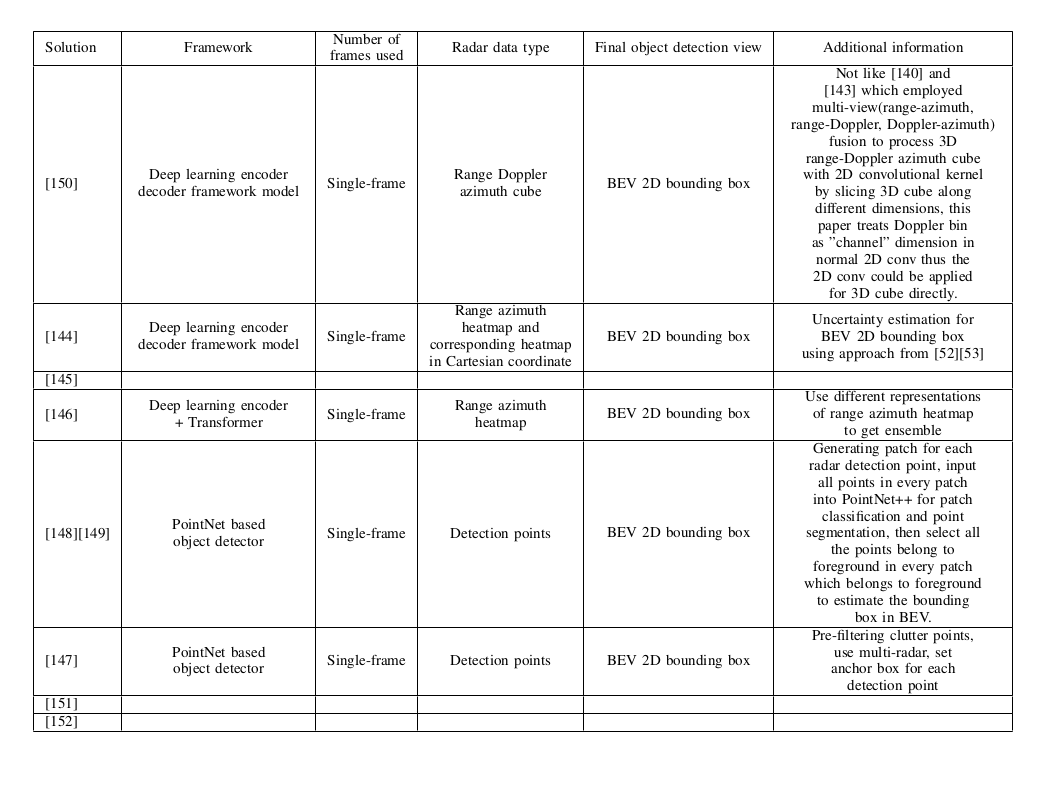 Solution
Framework
Number of
frames used
Radar data type
Final object detection view
Additional information
[150]
Deep learning encoder
decoder framework model
Single-frame
Range Doppler
azimuth cube
BEV 2D bounding box
Not like [140] and
[143] which employed
multi-view(range-azimuth,
range-Doppler, Doppler-azimuth)
fusion to process 3D
range-Doppler azimuth cube
with 2D convolutional kernel
by slicing 3D cube along
different dimensions, this
paper treats Doppler bin
as ”channel” dimension in
normal 2D conv thus the
2D conv could be applied
for 3D cube directly.
[144]
Deep learning encoder
decoder framework model
Single-frame
Range azimuth
heatmap and
corresponding heatmap
in Cartesian coordinate
BEV 2D bounding box
Uncertainty estimation for
BEV 2D bounding box
using approach from [52][53]
[145]
[146]
Deep learning encoder
+ Transformer
Single-frame
Range azimuth
heatmap
BEV 2D bounding box
Use different representations
of range azimuth heatmap
to get ensemble
[148][149]
PointNet based
object detector
Single-frame
Detection points
BEV 2D bounding box
Generating patch for each
radar detection point, input
all points in every patch
into PointNet++ for patch
classification and point
segmentation, then select all
the points belong to
foreground in every patch
which belongs to foreground
to estimate the bounding
box in BEV.
[147]
PointNet based
object detector
Single-frame
Detection points
BEV 2D bounding box
Pre-filtering clutter points,
use multi-radar, set
anchor box for each
detection point
[151]
[152]